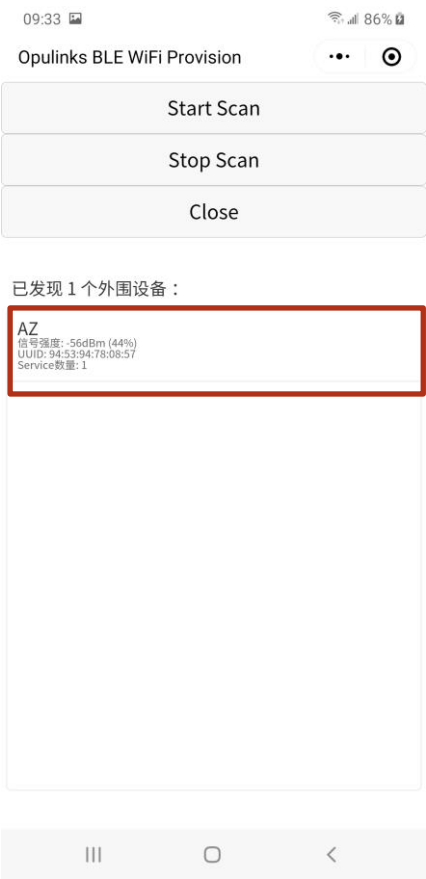 09:33
86%
Opulinks BLE WiFi Provision
Start Scan
Stop Scan
Close
已发现 1 个外围设备：
AZ
信号强度: -56dBm (44%)
UUID: 94:53:94:78:08:57
Service数量: 1